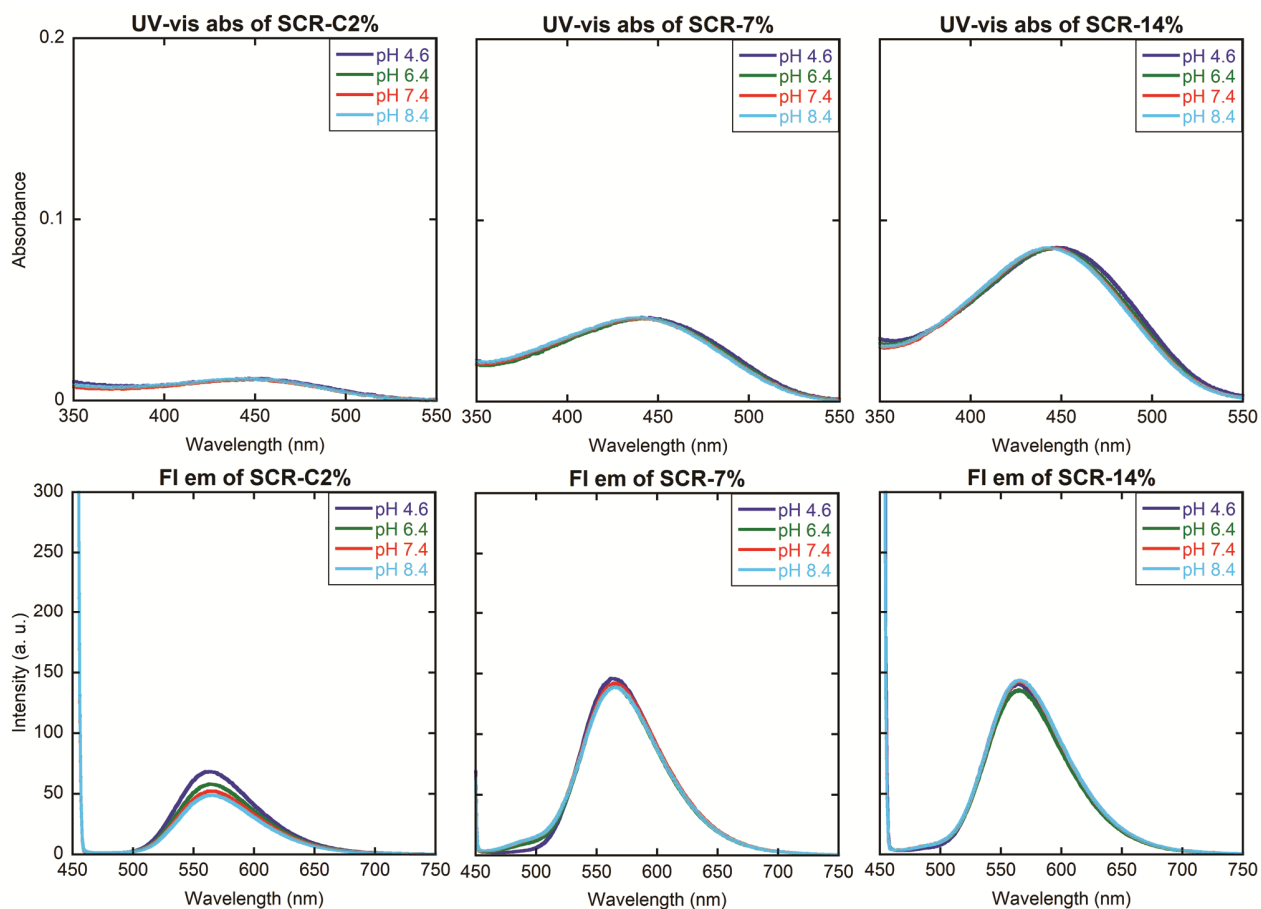 UV-vis abs of SCR-C2%
UV-vis abs of SCR-7%
UV-vis abs of SCR-14%
0.2
0.1
0
Absorbance
pH 4.6
pH 6.4
pH 7.4
pH 8.4
pH 4.6
pH 6.4
pH 7.4
pH 8.4
pH 4.6
pH 6.4
pH 7.4
pH 8.4
350 400 450 500 550
350 400 450 500 550
350 400 450 500 550
Wavelength (nm)
Wavelength (nm)
Wavelength (nm)
Fl em of SCR-C2%
Fl em of SCR-7%
Fl em of SCR-14%
300
250
200
150
100
50
0
Intensity (a. u.)
pH 4.6
pH 6.4
pH 7.4
pH 8.4
pH 4.6
pH 6.4
pH 7.4
pH 8.4
pH 4.6
pH 6.4
pH 7.4
pH 8.4
450 500 550 600 650 700 750
450 500 550 600 650 700 750
450 500 550 600 650 700 750
Wavelength (nm)
Wavelength (nm)
Wavelength (nm)